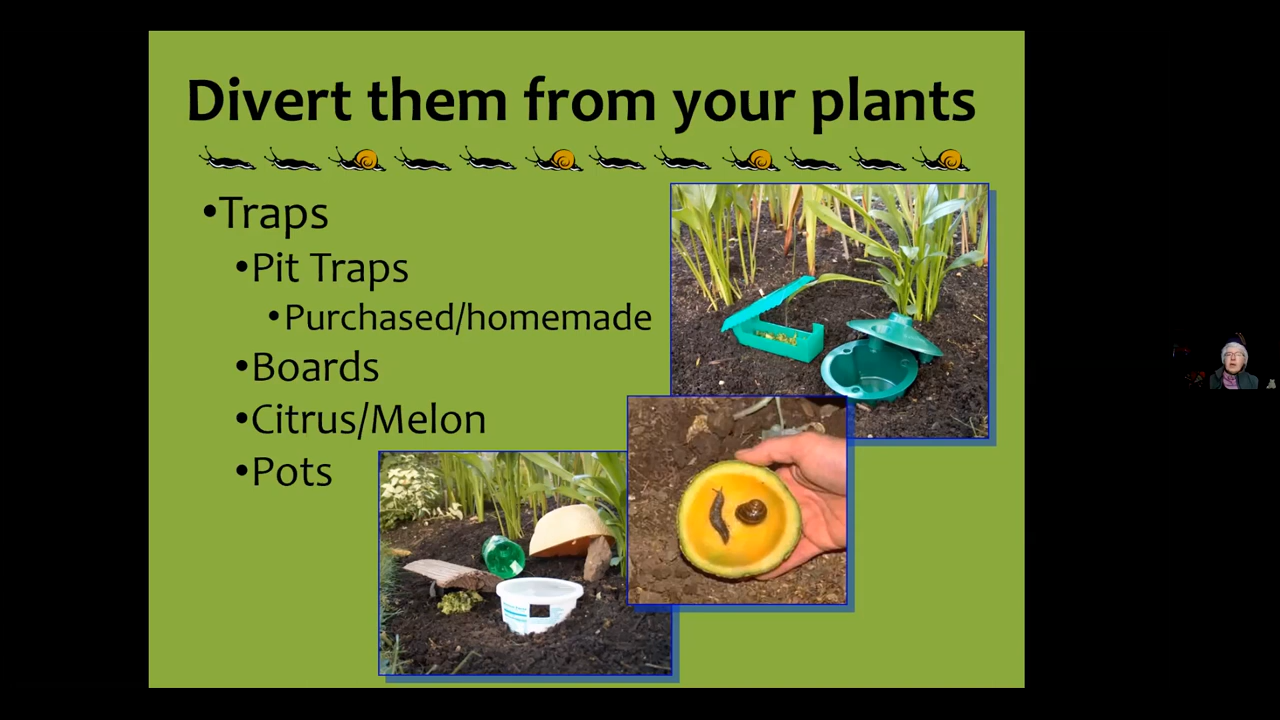 Divert them from your plants
•Traps
•Pit Traps
•Purchased/homemade
•Boards
•Citrus/Melon
•Pots